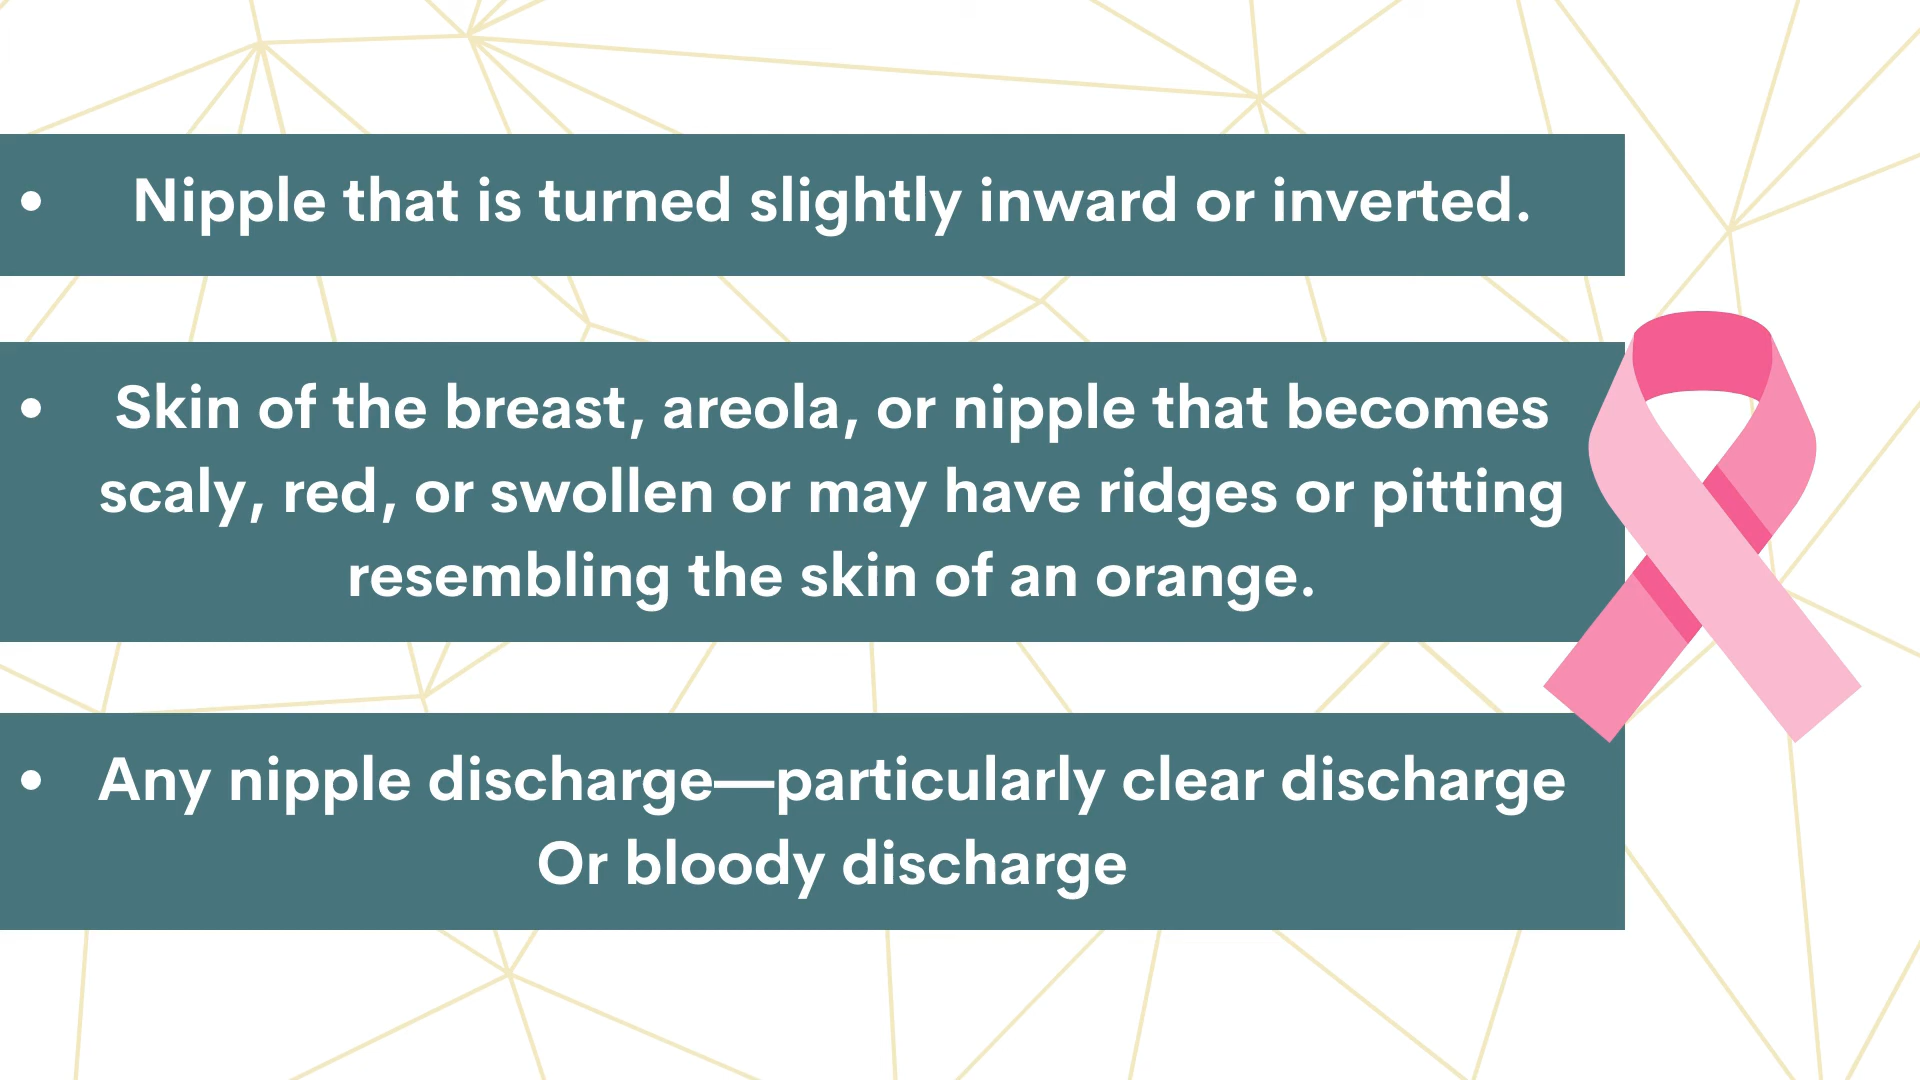 • Nipple that is turned slightly inward or inverted.
• Skin of the breast, areola, or nipple that becomes
scaly, red, or swollen or may have ridges or pitting
resembling the skin of an orange.
• Any nipple discharge—particularly clear discharge
Or bloody discharge